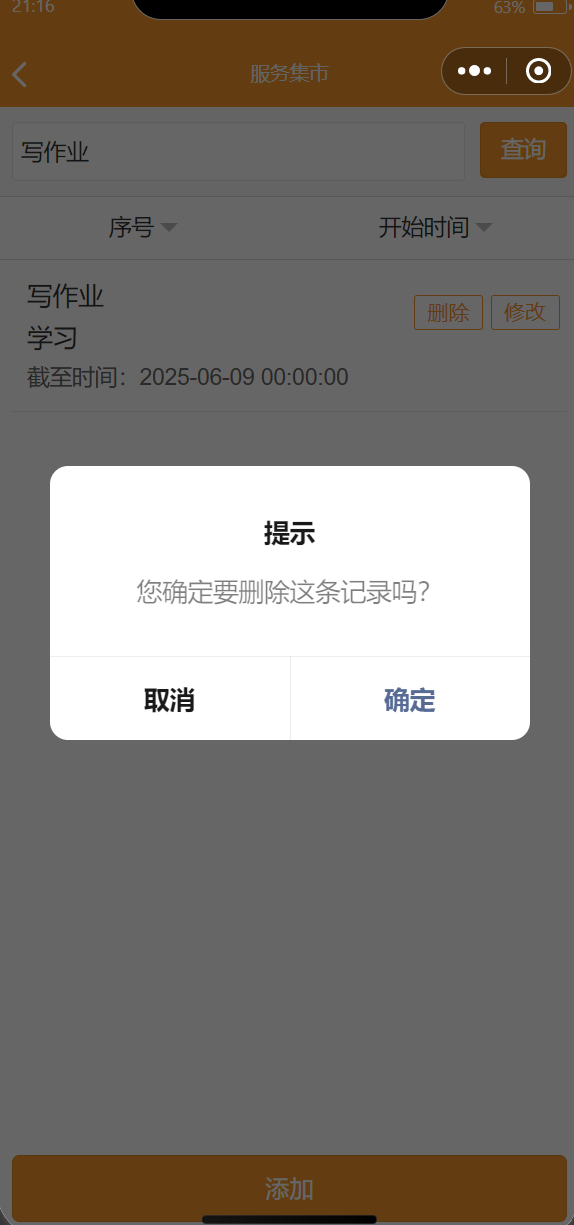 21:16 63%
服务集市
写作业 查询
序号 开始时间
写作业
删除 修改
学习
截至时间：2025-06-09 00:00:00
提示
您确定要删除这条记录吗？
取消 确定
添加